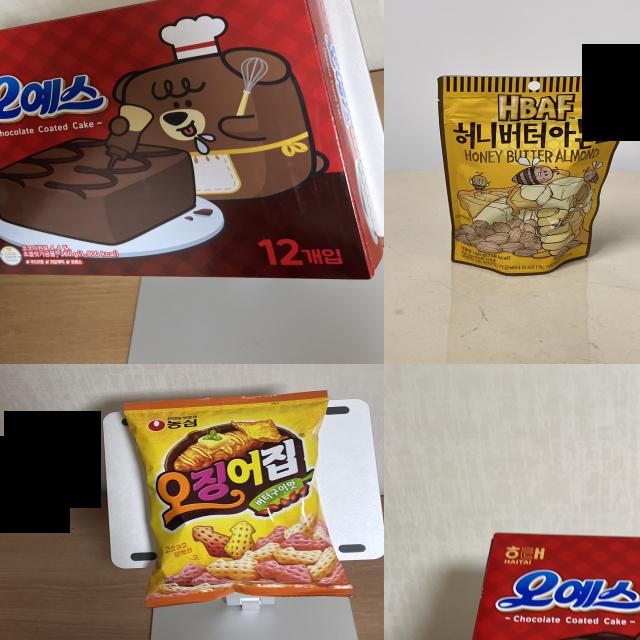 오예스
Chocolate Coated Cake -
12개입
HBAF
허니버터아
HONEY BUTTER ALMOND
농심
오징어집
버터구이맛
해태
HAITAI
오예스
- Chocolate Coated Cake -